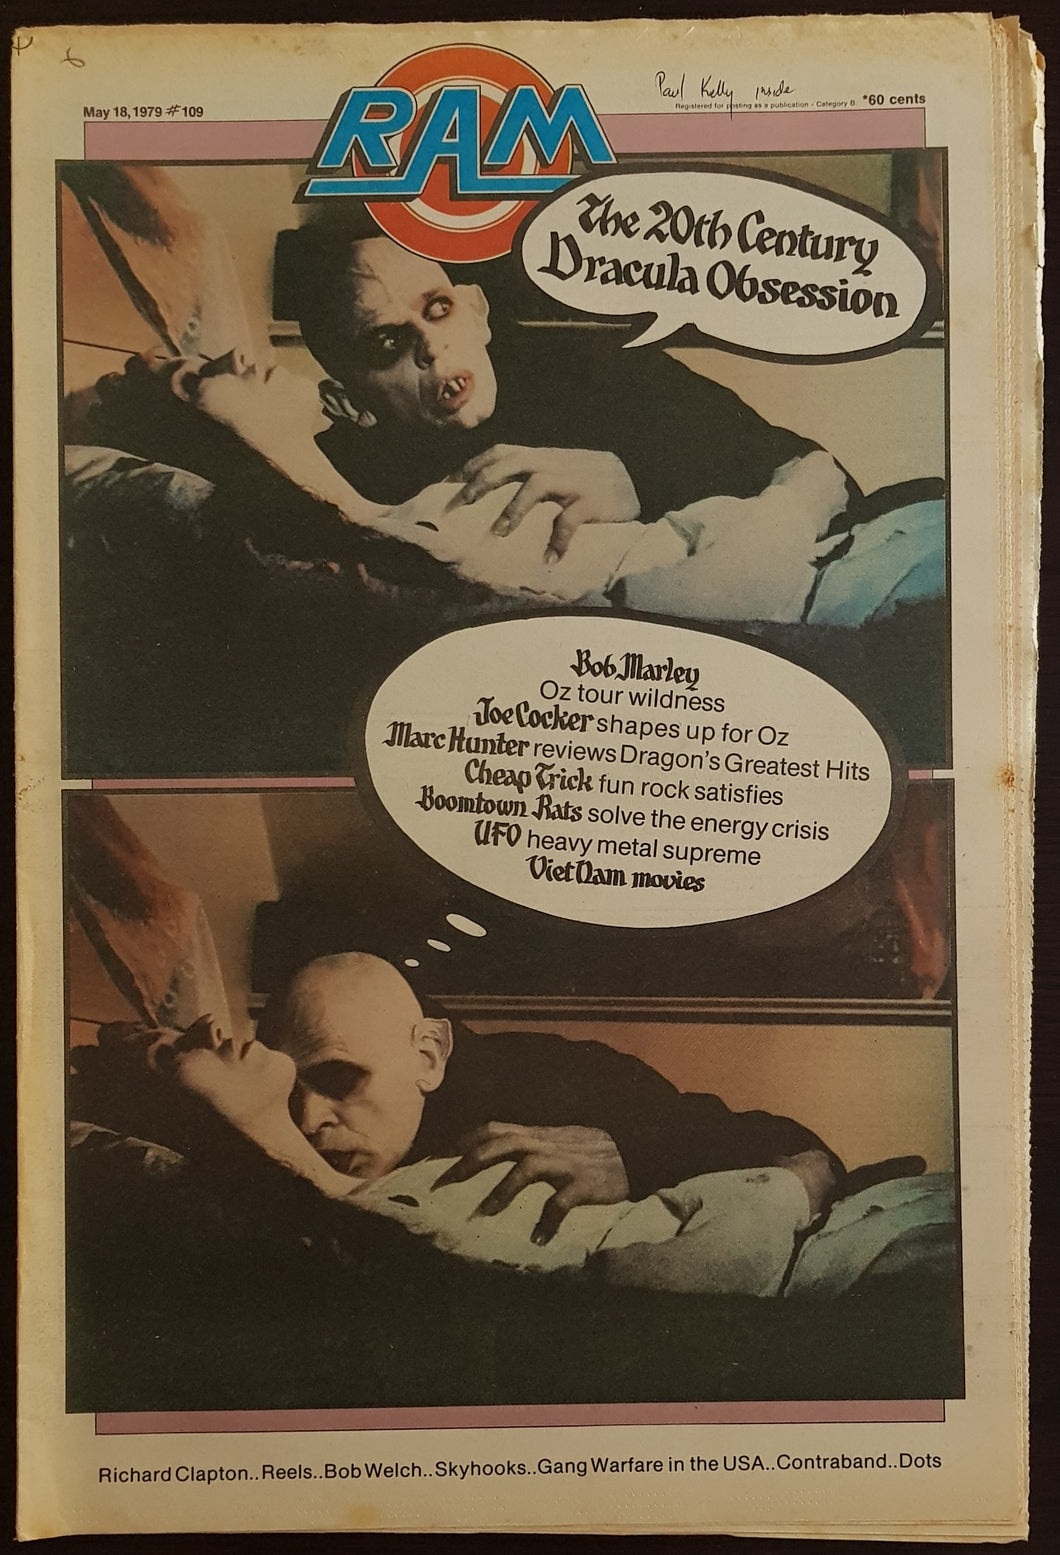 May 18, 1979 # 109
RAM
Paul Kelly inside
Registered for posting as a publication - Category B
*60 cents
The 20th Century
Dracula Obsession
Bob Marley
Oz tour wildness
Joe Cocker shapes up for Oz
Marc Hunter reviews Dragon's Greatest Hits
Cheap Trick fun rock satisfies
Boomtown Rats solve the energy crisis
UFO heavy metal supreme
Viet Nam movies
Richard Clapton..Reels..Bob Welch..Skyhooks..Gang Warfare in the USA..Contraband..Dots